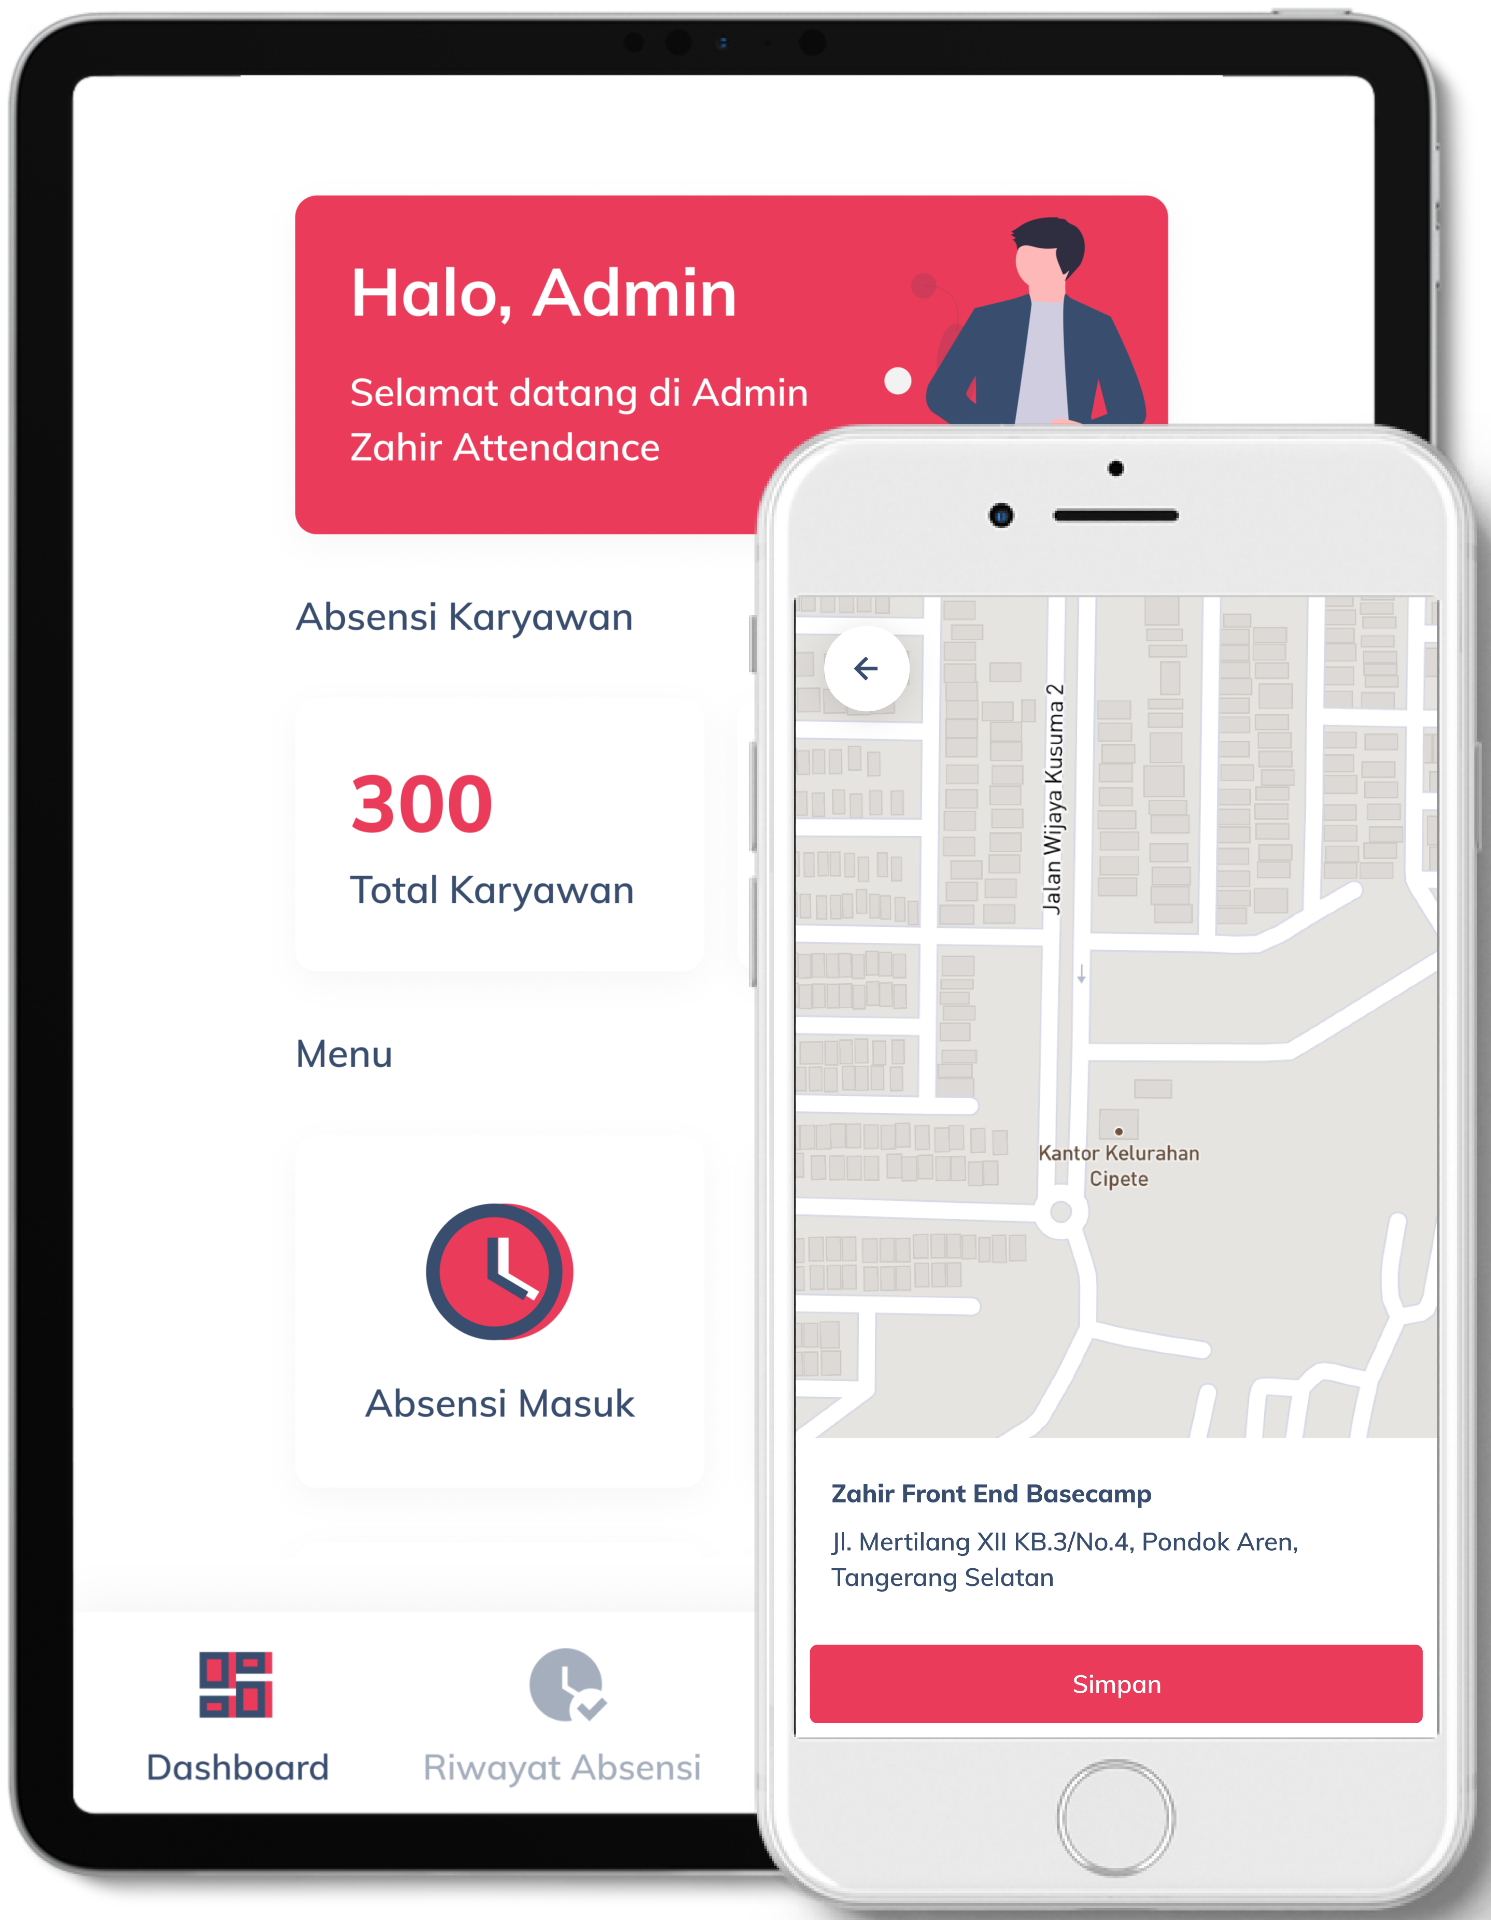 Halo, Admin
Selamat datang di Admin
Zahir Attendance
Absensi Karyawan
300
Total Karyawan
Menu
Absensi Masuk
Dashboard
Riwayat Absensi
Jalan Wijaya Kusuma 2
Kantor Kelurahan
Cipete
Zahir Front End Basecamp
Jl. Mertilang XII KB.3/No.4, Pondok Aren,
Tangerang Selatan
Simpan